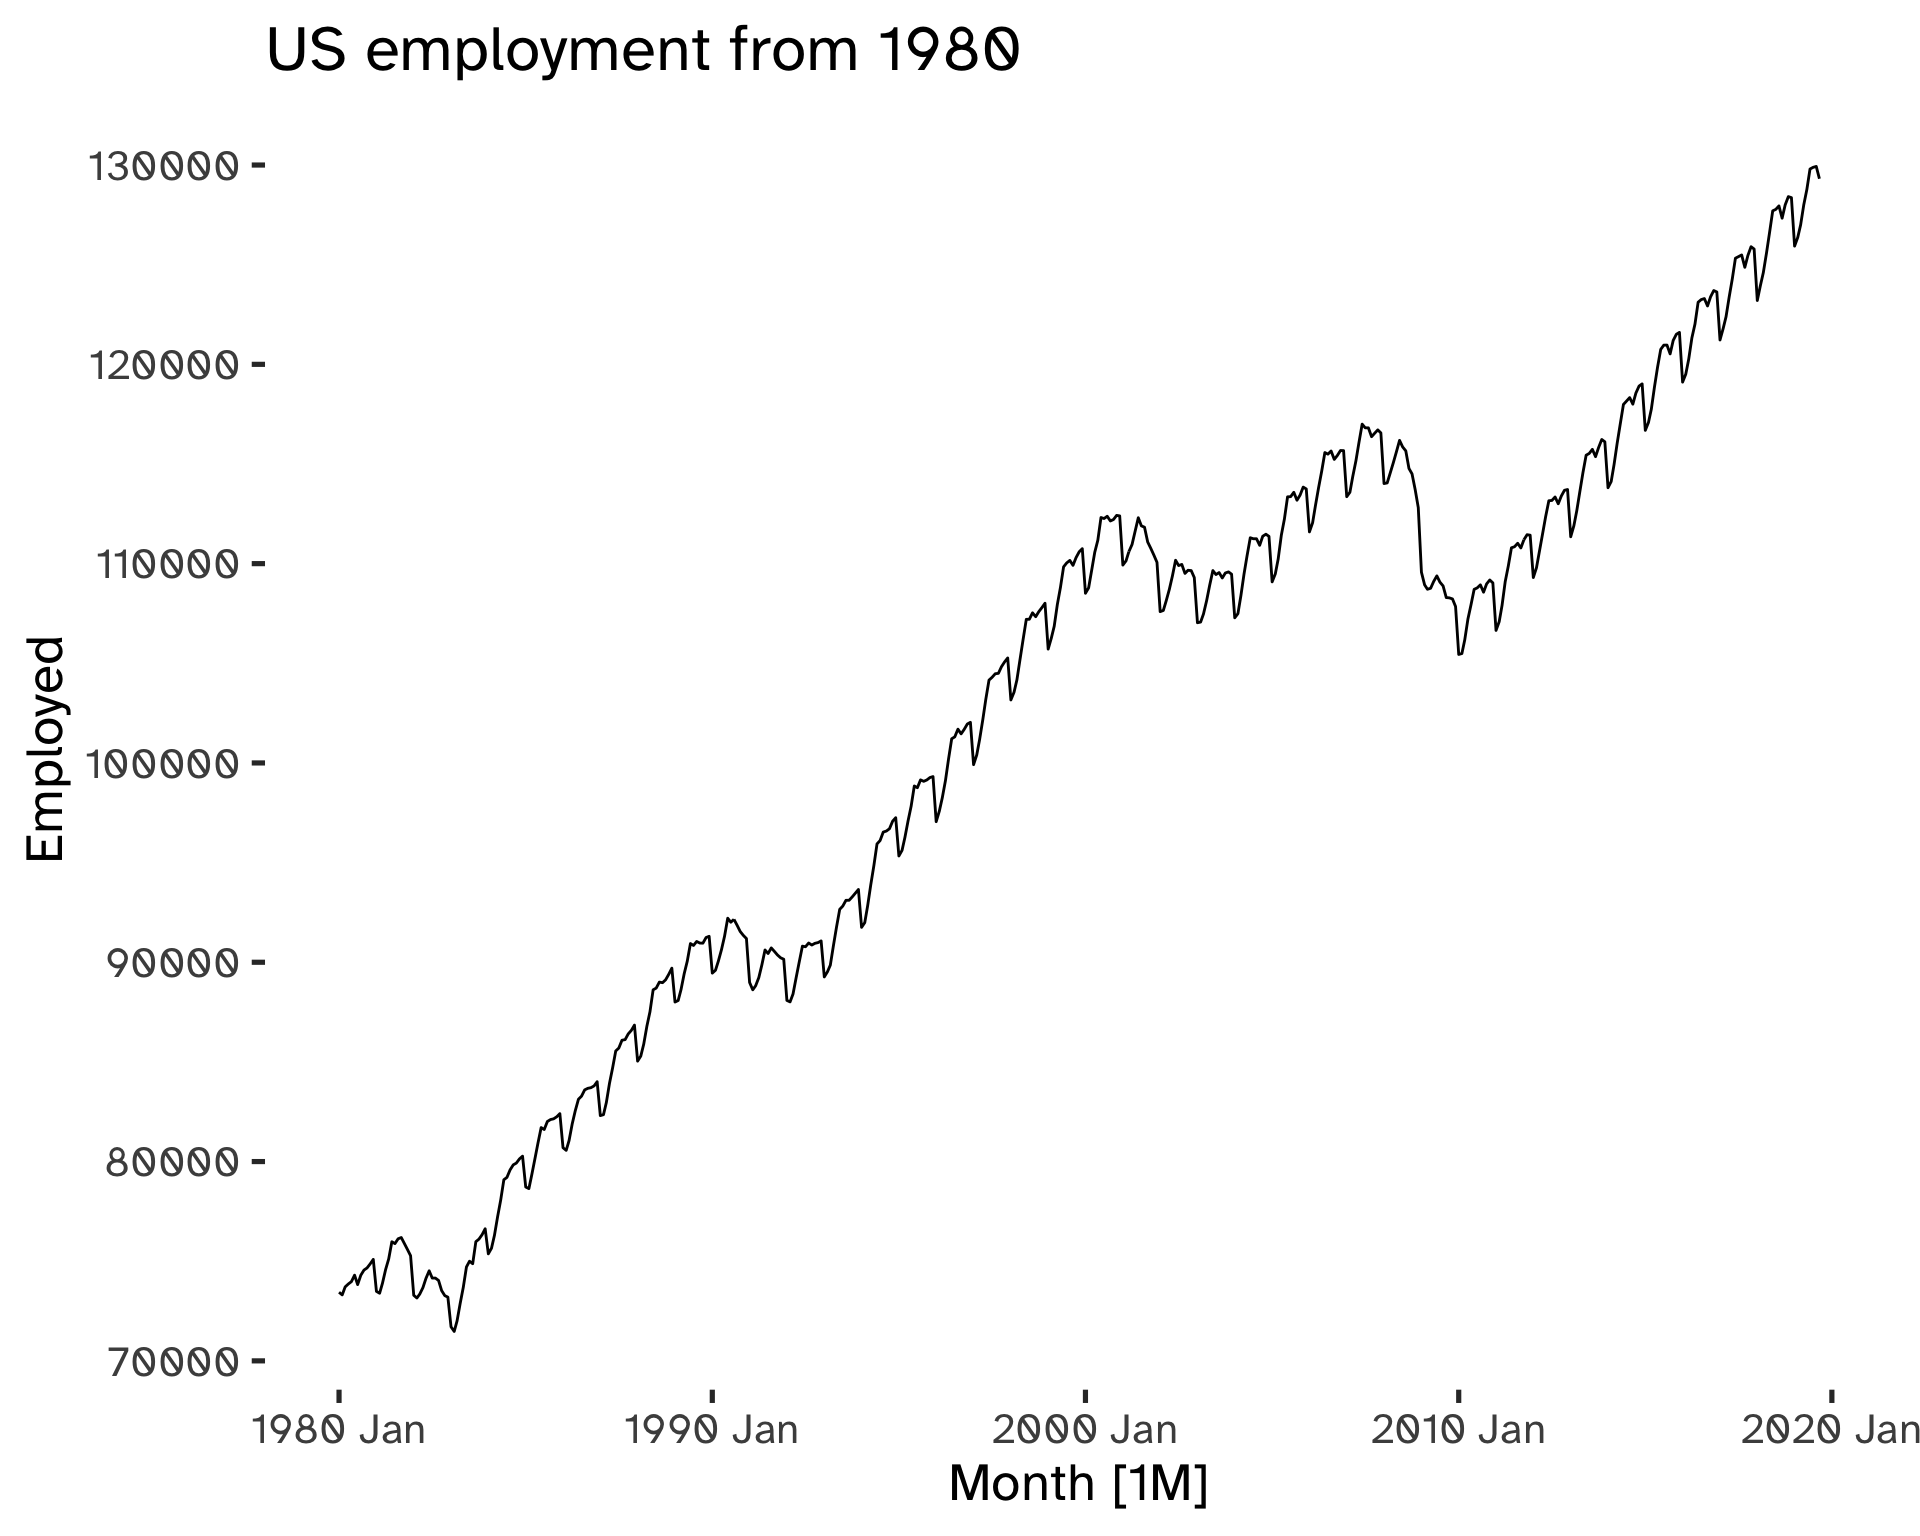 US employment from 1980
130000
120000
110000
100000
90000
80000
70000
Employed
1980 Jan
1990 Jan
2000 Jan
2010 Jan
2020 Jan
Month [1M]